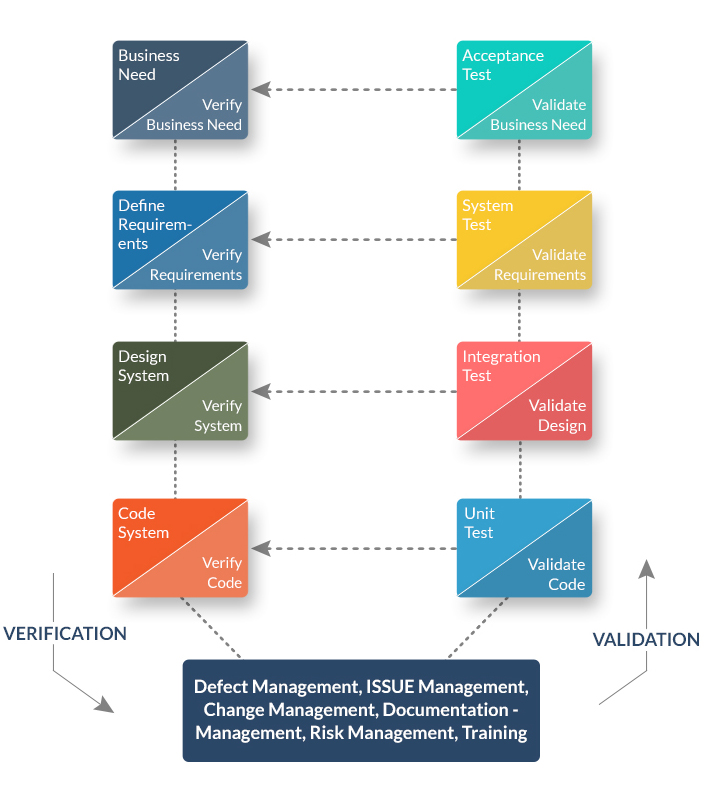 Business
Need
Verify
Business Need
Acceptance
Test
Validate
Business Need
Define
Requirem-
ents
Verify
Requirements
System
Test
Validate
Requirements
Design
System
Verify
System
Integration
Test
Validate
Design
Code
System
Verify
Code
Unit
Test
Validate
Code
VERIFICATION
VALIDATION
Defect Management, ISSUE Management,
Change Management, Documentation -
Management, Risk Management, Training